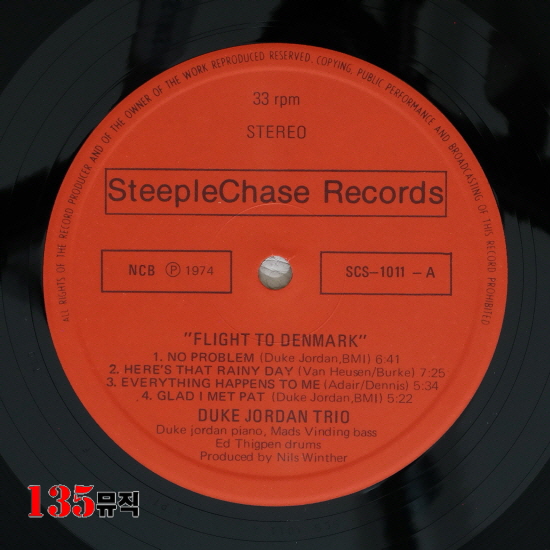 ALL RIGHTS OF THE RECORD PRODUCER AND OF THE OWNER OF THE WORK REPRODUCED RESERVED. COPYING, PUBLIC PERFORMANCE AND BROADCASTING OF THIS RECORD PROHIBITED
33 rpm
STEREO
SteepleChase Records
NCB Ⓟ 1974
SCS-1011 - A
"FLIGHT TO DENMARK"
1. NO PROBLEM (Duke Jordan,BMI) 6:41
2. HERE'S THAT RAINY DAY (Van Heusen/Burke) 7:25
3. EVERYTHING HAPPENS TO ME (Adair/Dennis) 5:34
4. GLAD I MET PAT (Duke Jordan,BMI) 5:22
DUKE JORDAN TRIO
Duke jordan piano, Mads Vinding bass
Ed Thigpen drums
Produced by Nils Winther
135뮤직